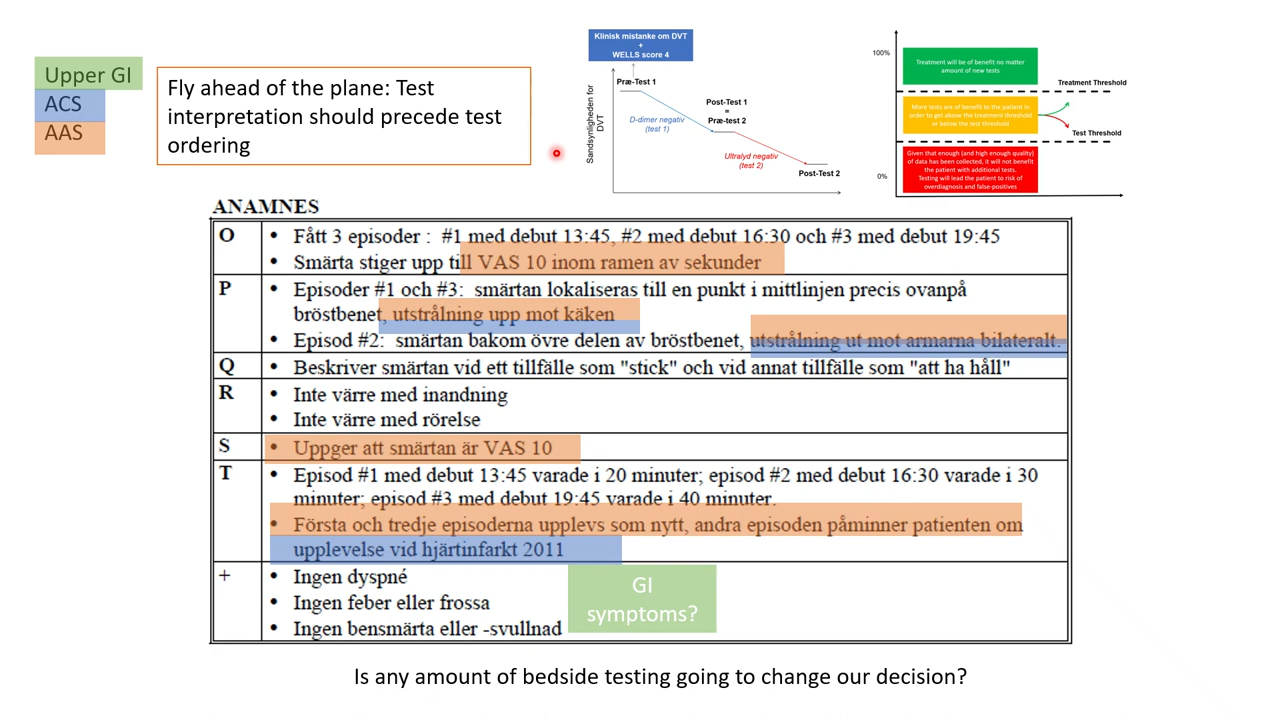 Upper GI
ACS
AAS
Fly ahead of the plane: Test
interpretation should precede test
ordering
Klinisk mistanke om DVT
+
WELLS score 4
Præ-Test 1
Sandsynligheden for
DVT
D-dimer negativ
(test 1)
Post-Test 1
=
Præ-test 2
Ultralyd negativ
(test 2)
Post-Test 2
100%
Treatment will be of benefit no matter
amount of new tests
Treatment Threshold
More tests are of benefit to the patient in
order to get above the treatment threshold
or below the test threshold
Test Threshold
Given that enough (and high enough quality)
of data has been collected, it will not benefit
the patient with additional tests.
Testing will lead the patient to risk of
overdiagnosis and false-positives
0%
ANAMNES
O
• Fått 3 episoder : #1 med debut 13:45, #2 med debut 16:30 och #3 med debut 19:45
• Smärta stiger upp till VAS 10 inom ramen av sekunder
P
• Episoder #1 och #3: smärtan lokaliseras till en punkt i mittlinjen precis ovanpå
bröstbenet, utstrålning upp mot käken
• Episod #2: smärtan bakom övre delen av bröstbenet, utstrålning ut mot armarna bilateralt.
Q
• Beskriver smärtan vid ett tillfälle som "stick" och vid annat tillfälle som "att ha håll"
R
• Inte värre med inandning
• Inte värre med rörelse
S
• Uppger att smärtan är VAS 10
T
• Episod #1 med debut 13:45 varade i 20 minuter; episod #2 med debut 16:30 varade i 30
minuter; episod #3 med debut 19:45 varade i 40 minuter.
• Första och tredje episoderna upplevs som nytt, andra episoden påminner patienten om
upplevelse vid hjärtinfarkt 2011
+
• Ingen dyspné
• Ingen feber eller frossa
• Ingen bensmärta eller -svullnad
GI
symptoms?
Is any amount of bedside testing going to change our decision?